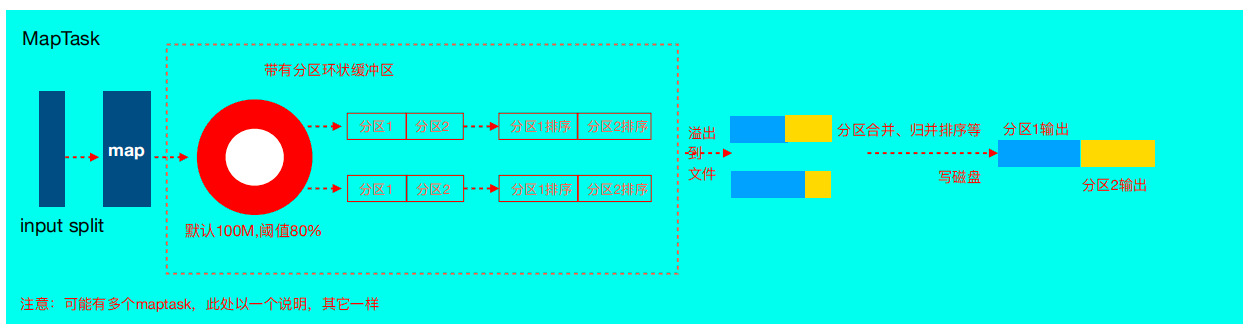 MapTask
带有分区环状缓冲区
map
分区1 分区2 分区1排序 分区2排序
分区1 分区2 分区1排序 分区2排序
溢出
到
文件
分区合并、归并排序等
写磁盘
分区1输出
分区2输出
input split
默认100M,阈值80%
注意：可能有多个maptask，此处以一个说明，其它一样